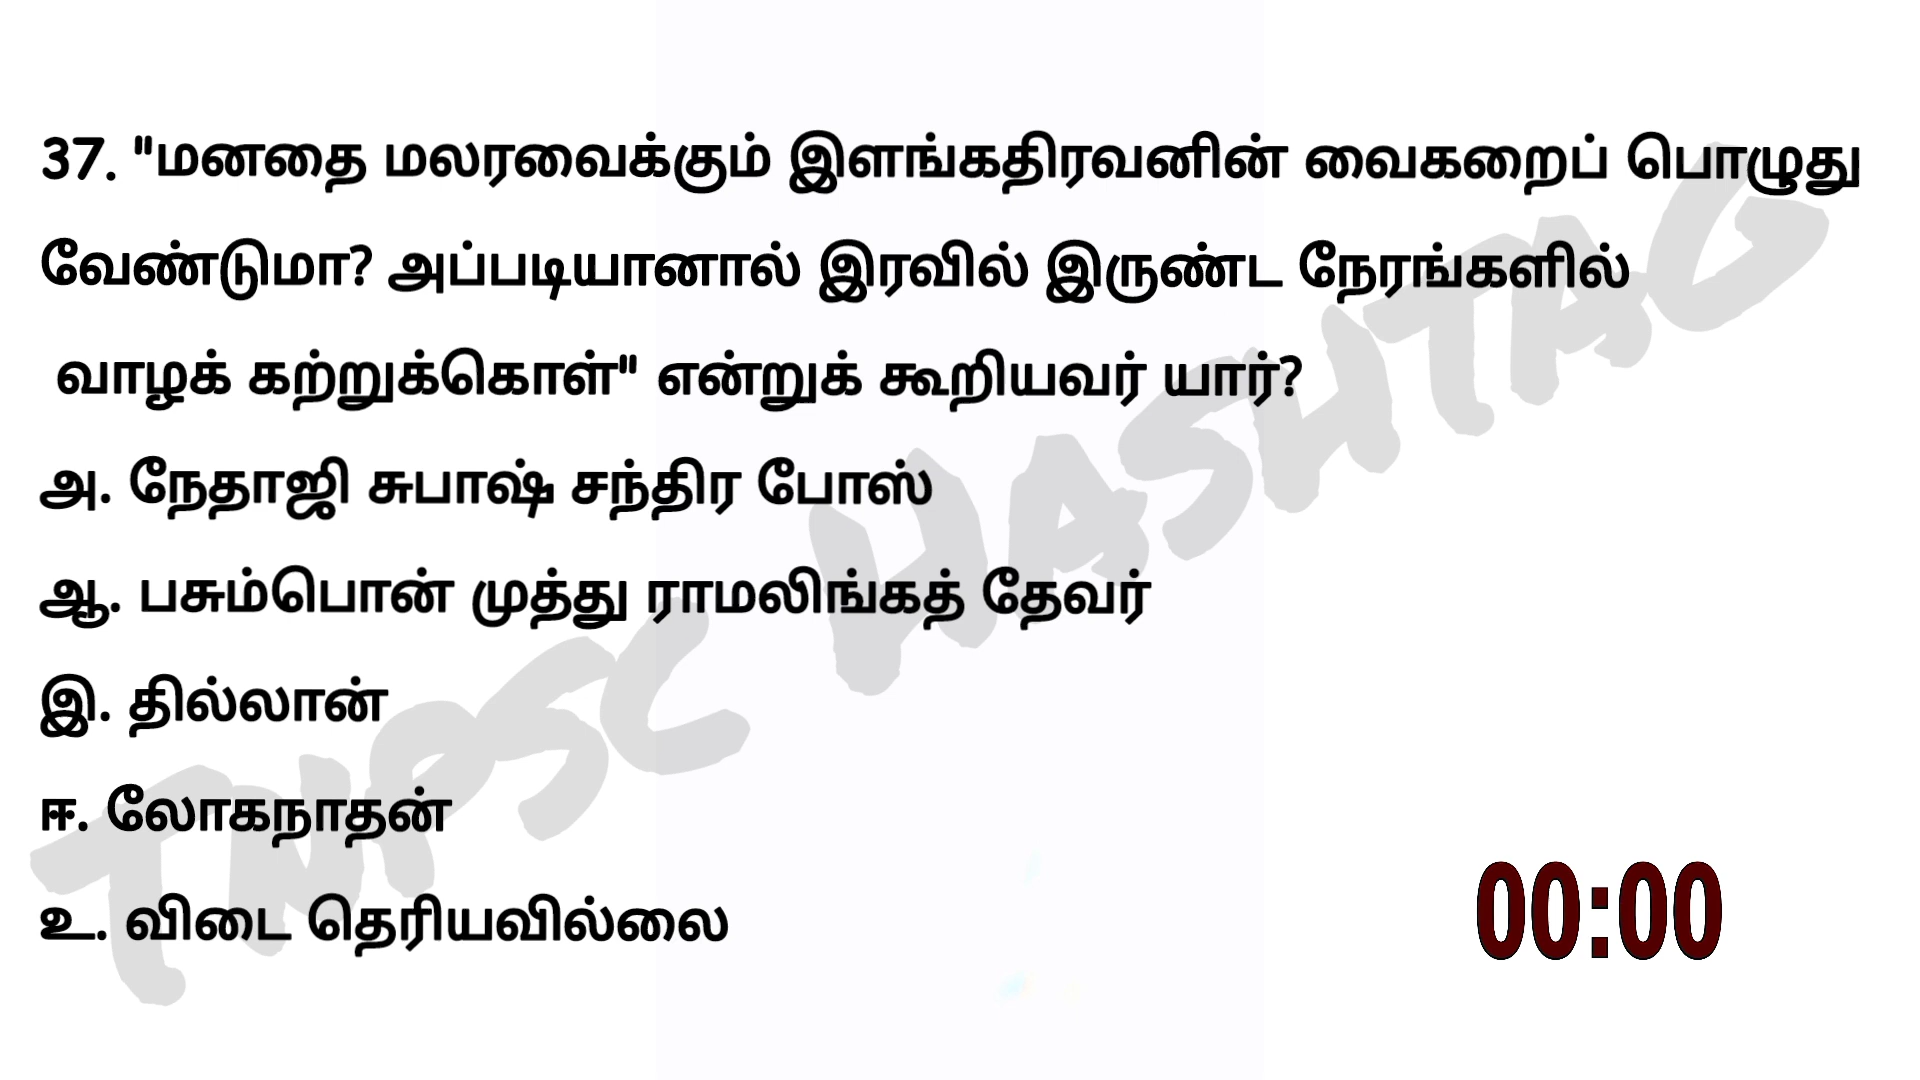 37. "மனதை மலரவைக்கும் இளங்கதிரவனின் வைகறைப் பொழுது
வேண்டுமா? அப்படியானால் இரவில் இருண்ட நேரங்களில்
வாழக் கற்றுக்கொள்" என்றுக் கூறியவர் யார்?
அ. நேதாஜி சுபாஷ் சந்திர போஸ்
ஆ. பசும்பொன் முத்து ராமலிங்கத் தேவர்
இ. தில்லான்
ஈ. லோகநாதன்
உ. விடை தெரியவில்லை
00:00
TNPSC HASHTAG